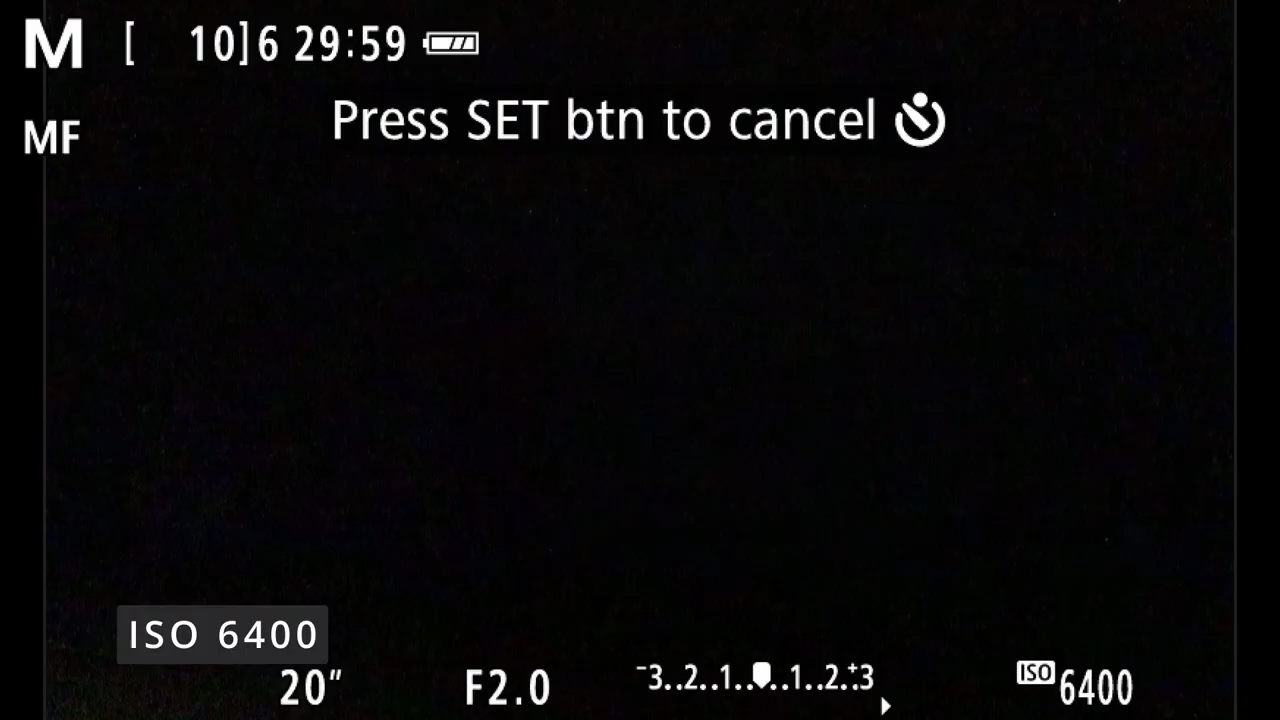 M [ 10]6 29:59
Press SET btn to cancel
MF
ISO 6400
20" F2.0 -3..2..1....1..2..+3 ISO 6400